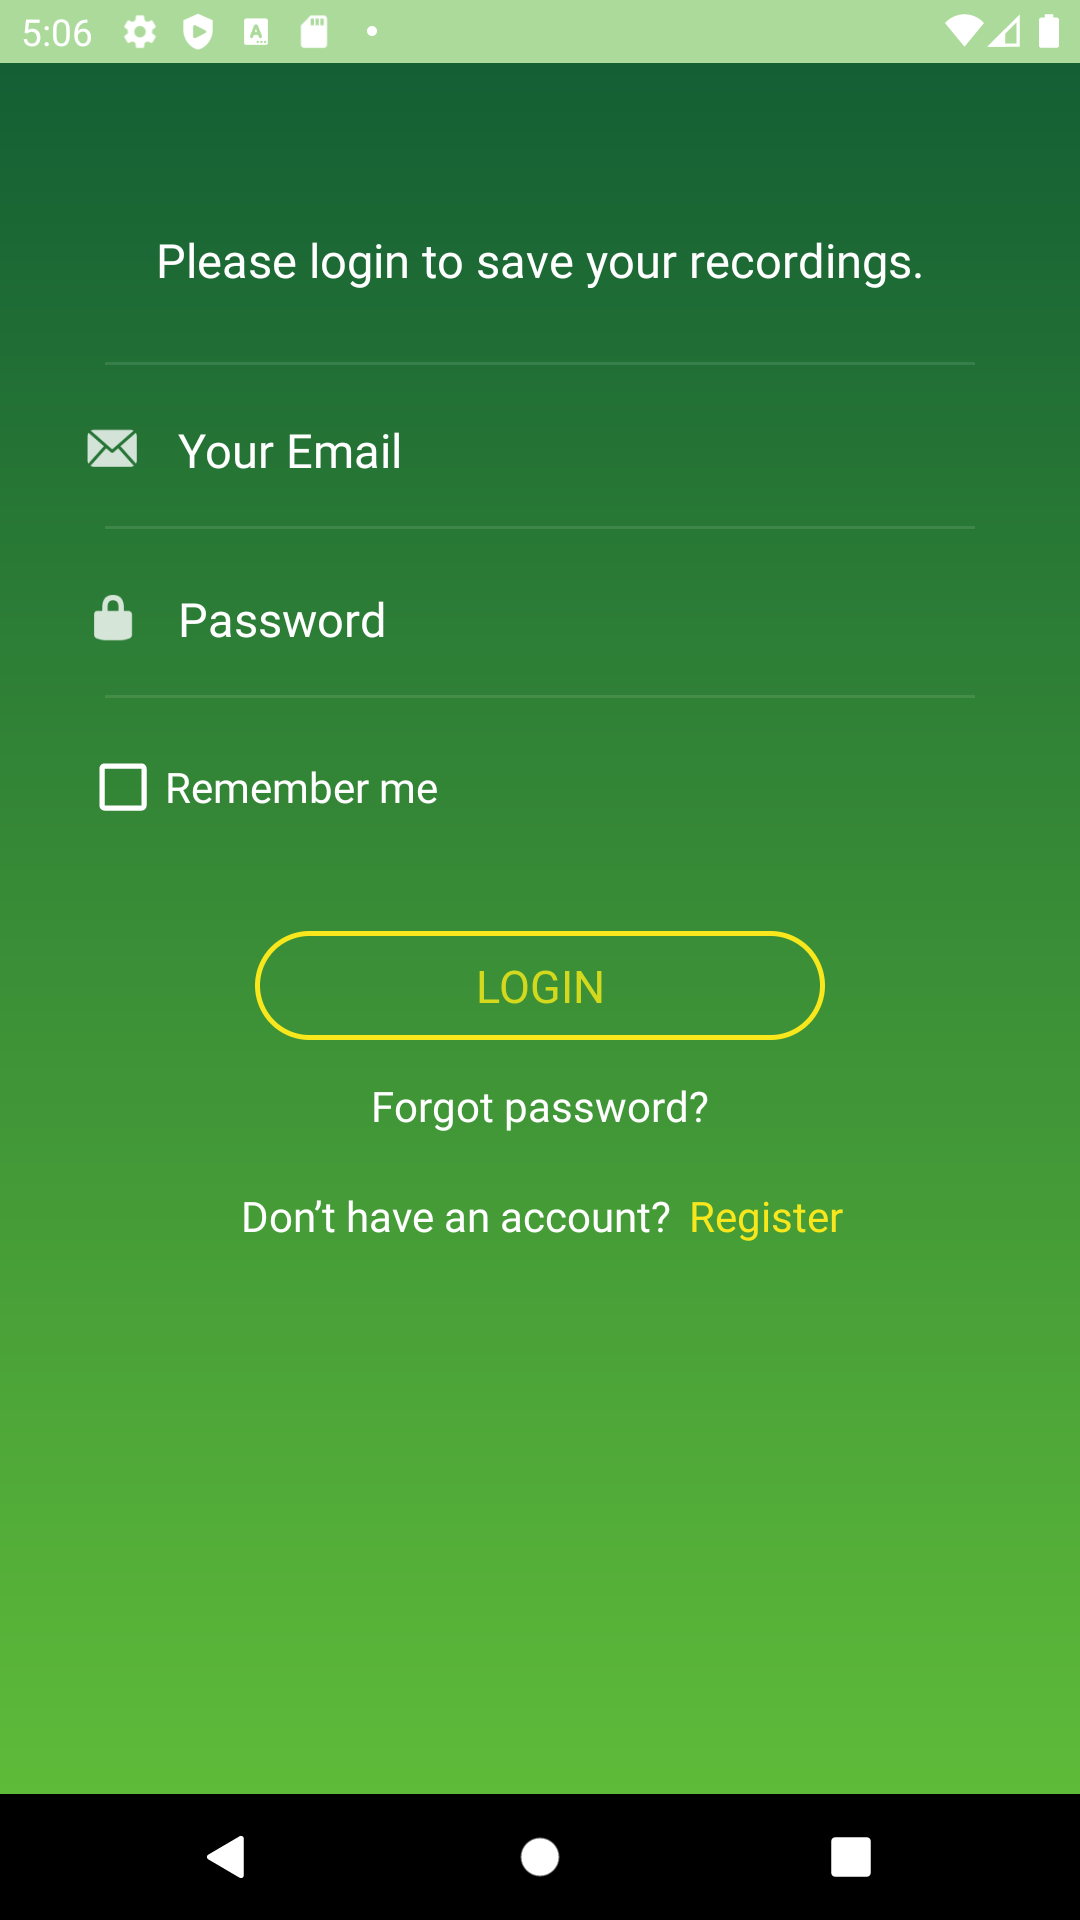 5:06
Please login to save your recordings.
Your Email
Password
Remember me
LOGIN
Forgot password?
Don’t have an account? Register